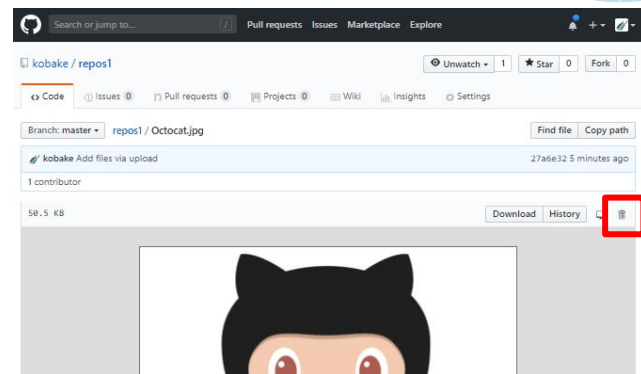 Search or jump to... / Pull requests Issues Marketplace Explore
kobake / repos1 Unwatch 1 Star 0 Fork 0
Code Issues 0 Pull requests 0 Projects 0 Wiki Insights Settings
Branch: master repos1 / Octocat.jpg Find file Copy path
kobake Add files via upload 27a6e32 5 minutes ago
1 contributor
50.5 KB Download History